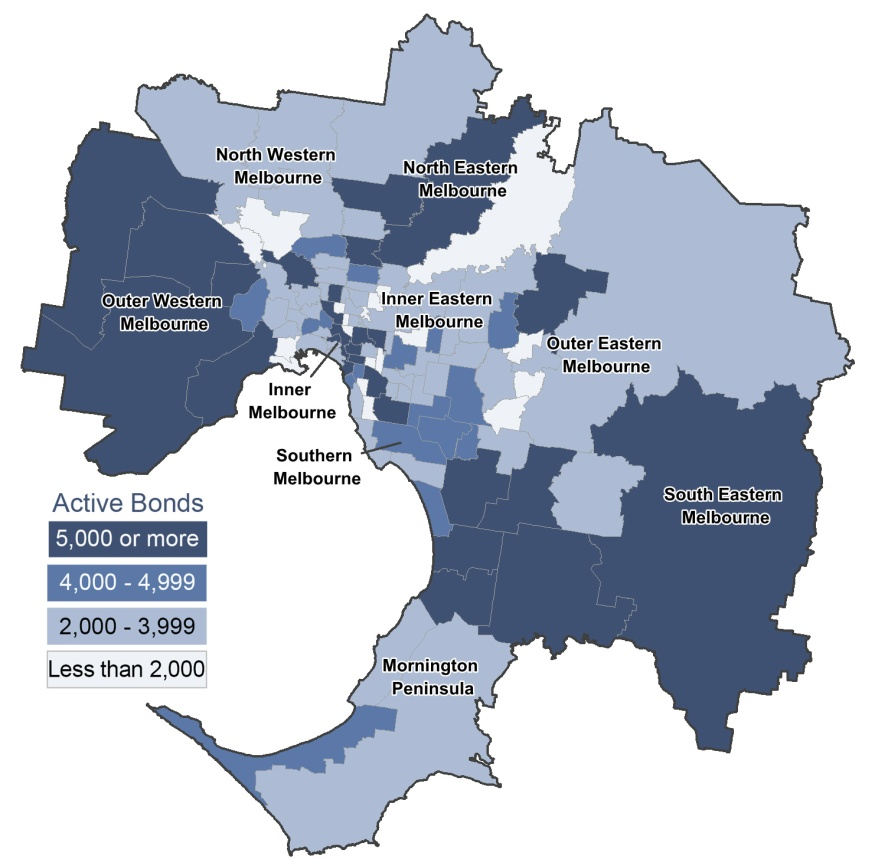 North Western
Melbourne
North Eastern
Melbourne
Outer Western
Melbourne
Inner Eastern
Melbourne
Outer Eastern
Melbourne
Inner
Melbourne
Southern
Melbourne
South Eastern
Melbourne
Active Bonds
5,000 or more
4,000 - 4,999
2,000 - 3,999
Less than 2,000
Mornington
Peninsula